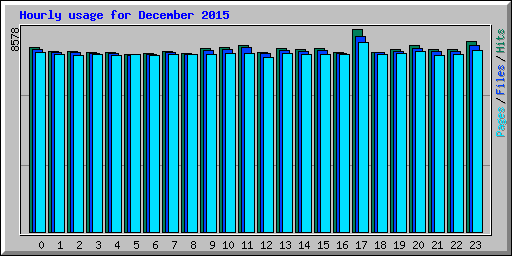 Hourly usage for December 2015
8578
Pages/Files/Hits
0 1 2 3 4 5 6 7 8 9 10 11 12 13 14 15 16 17 18 19 20 21 22 23